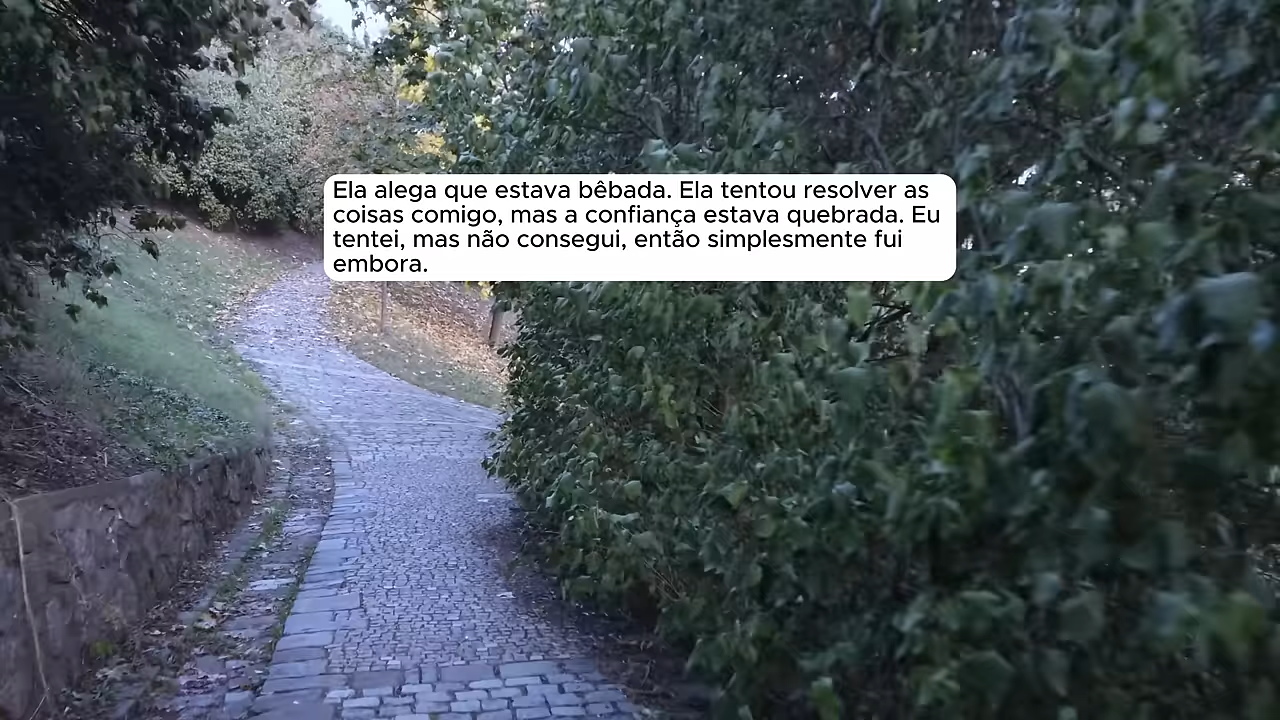 Ela alega que estava bêbada. Ela tentou resolver as
coisas comigo, mas a confiança estava quebrada. Eu
tentei, mas não consegui, então simplesmente fui
embora.